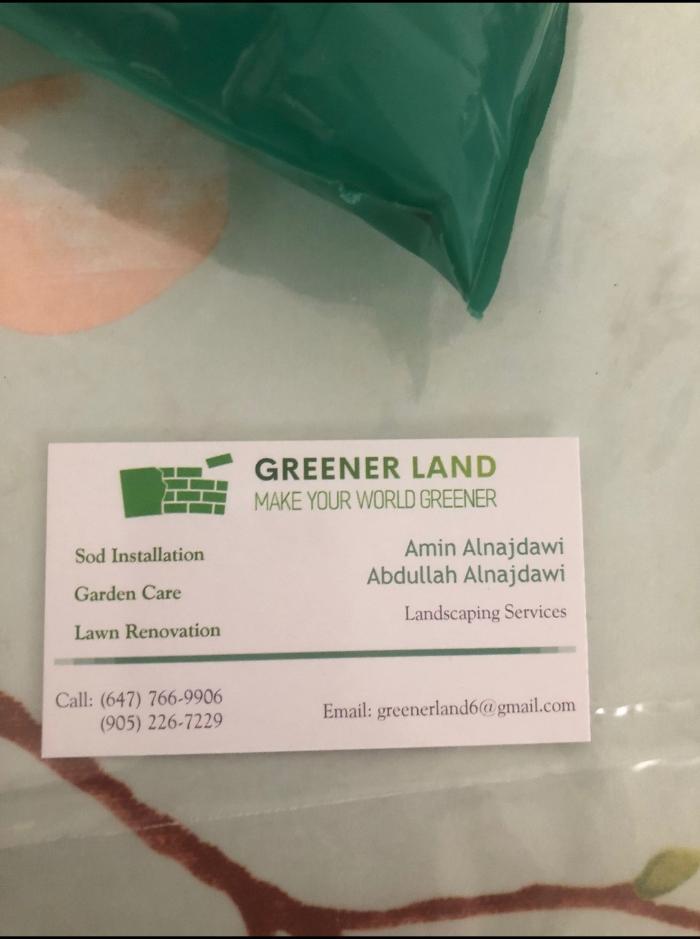 GREENER LAND
MAKE YOUR WORLD GREENER
Sod Installation
Garden Care
Lawn Renovation
Amin Alnajdawi
Abdullah Alnajdawi
Landscaping Services
Call: (647) 766-9906
(905) 226-7229
Email: greenerland6@gmail.com